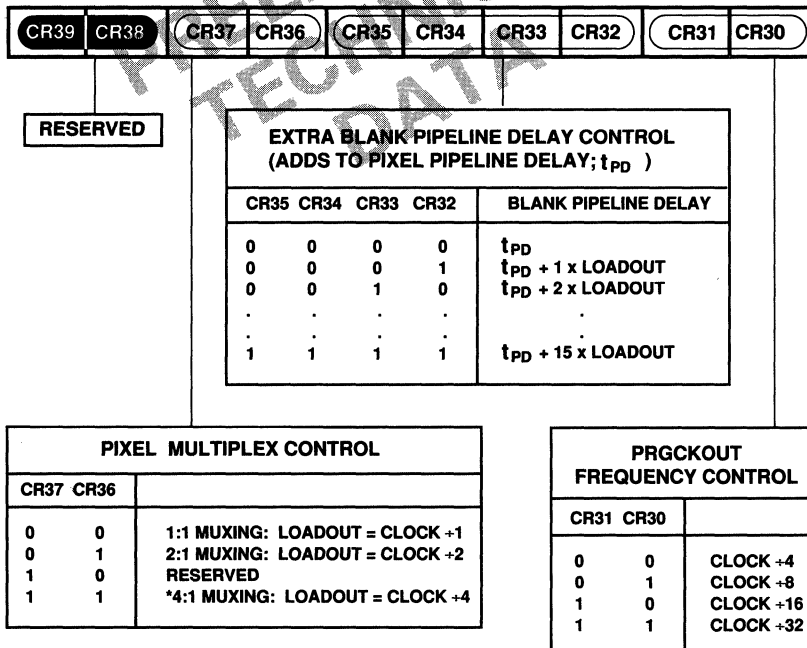 CR39 CR38 CR37 CR36 CR35 CR34 CR33 CR32 CR31 CR30
PRELIMINARY
TECHNICAL
DATA
RESERVED
EXTRA BLANK PIPELINE DELAY CONTROL
(ADDS TO PIXEL PIPELINE DELAY; tPD )
CR35 CR34 CR33 CR32 BLANK PIPELINE DELAY
0 0 0 0 tPD
0 0 0 1 tPD + 1 x LOADOUT
0 0 1 0 tPD + 2 x LOADOUT
. . . . .
. . . . .
1 1 1 1 tPD + 15 x LOADOUT
PIXEL MULTIPLEX CONTROL
CR37 CR36
0 0 1:1 MUXING: LOADOUT = CLOCK ÷1
0 1 2:1 MUXING: LOADOUT = CLOCK ÷2
1 0 RESERVED
1 1 *4:1 MUXING: LOADOUT = CLOCK ÷4
PRGCKOUT
FREQUENCY CONTROL
CR31 CR30
0 0 CLOCK ÷4
0 1 CLOCK ÷8
1 0 CLOCK ÷16
1 1 CLOCK ÷32